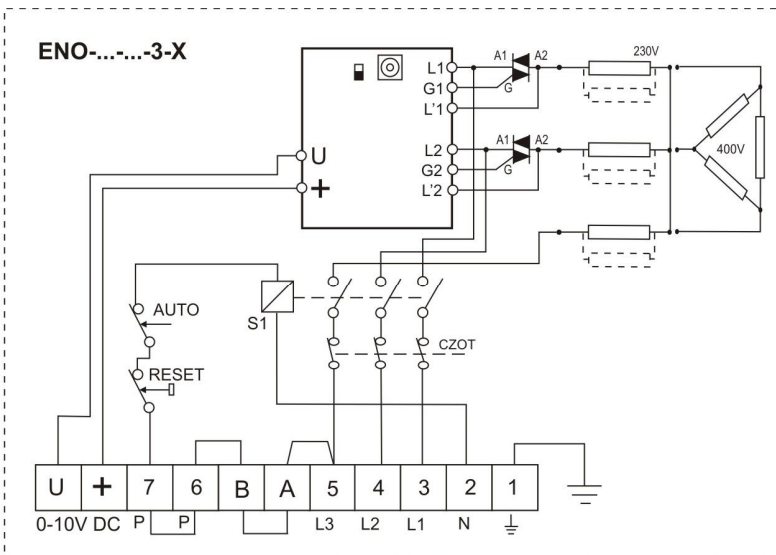 ENO-...-...-3-X
L1
G1
L'1
L2
G2
L'2
U
+
A1 A2
G
A1 A2
G
230V
400V
AUTO
RESET
S1
CZOT
U + 7 6 B A 5 4 3 2 1
0-10V DC P P L3 L2 L1 N